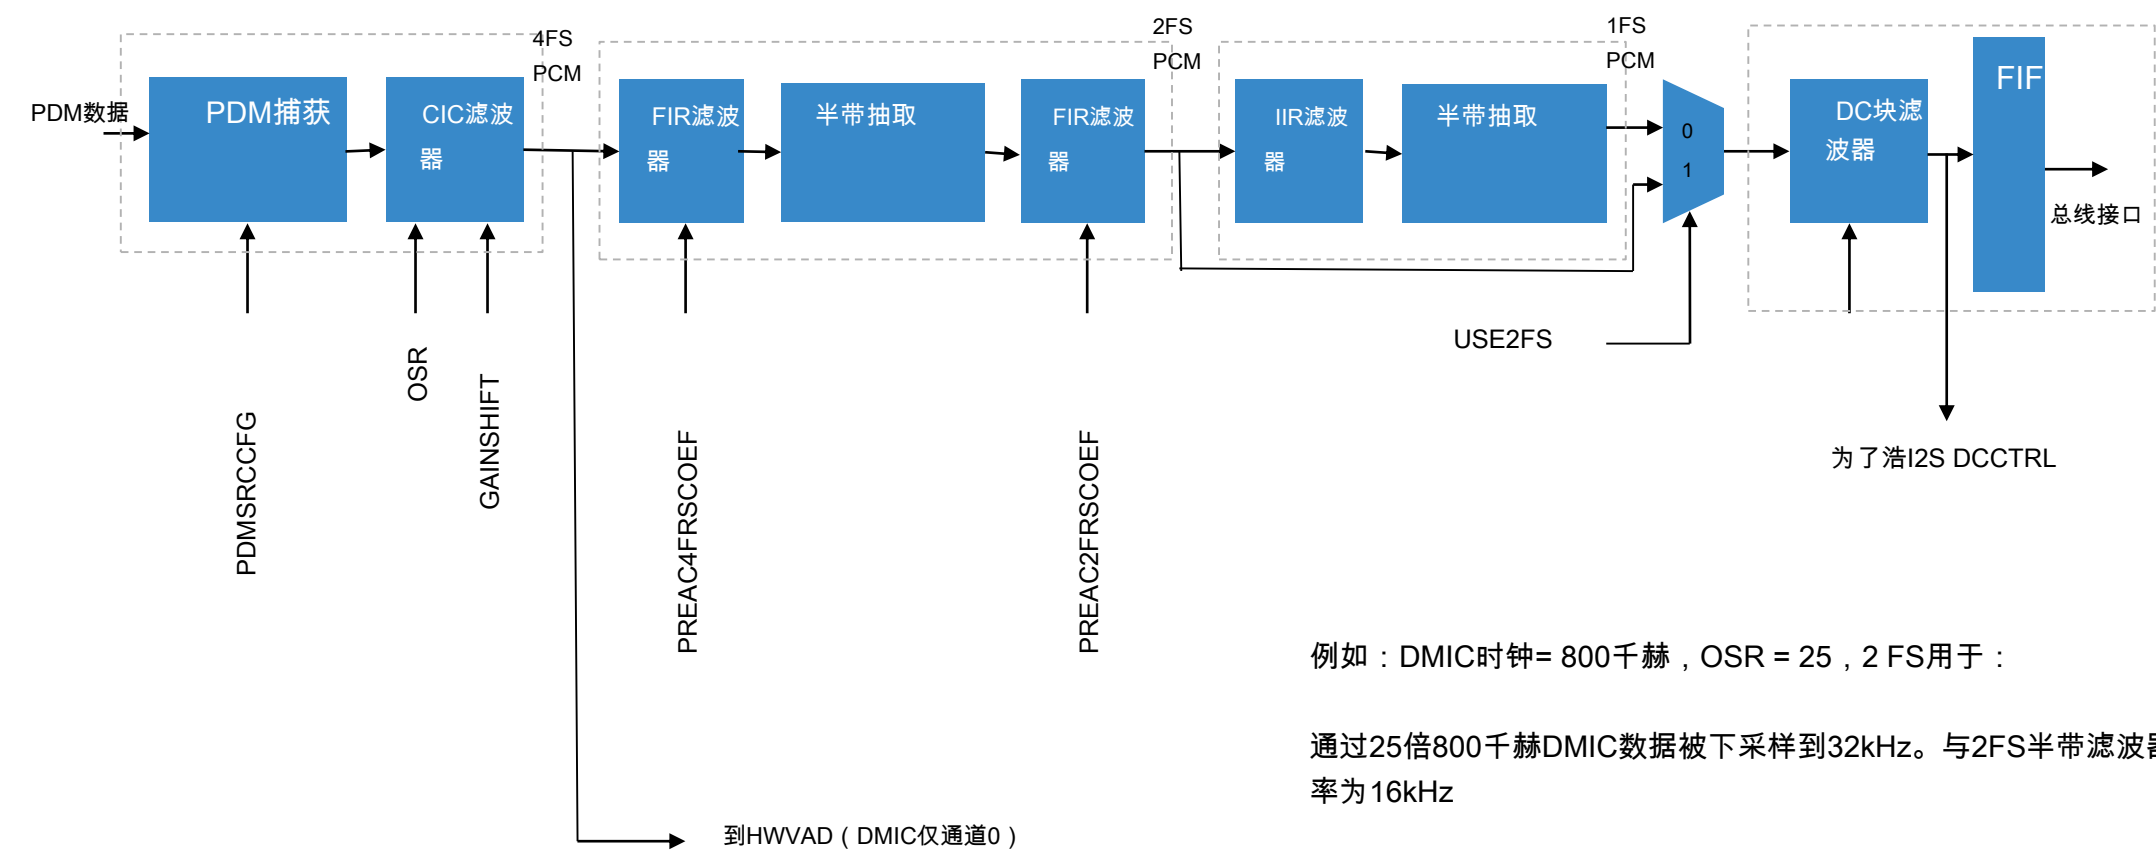 4FS
PCM
2FS
PCM
1FS
PCM
PDM数据
PDM捕获
CIC滤波
器
FIR滤波
器
半带抽取
FIR滤波
器
IIR滤波
器
半带抽取
0
1
DC块滤
波器
FIF
总线接口
USE2FS
OSR
GAINSHIFT
PDMSRCCFG
PREAC4FRSCOEF
PREAC2FRSCOEF
为了浩I2S DCCTRL
例如：DMIC时钟= 800千赫，OSR = 25，2 FS用于：
通过25倍800千赫DMIC数据被下采样到32kHz。与2FS半带滤波
率为16kHz
到HWVAD（DMIC仅通道0）